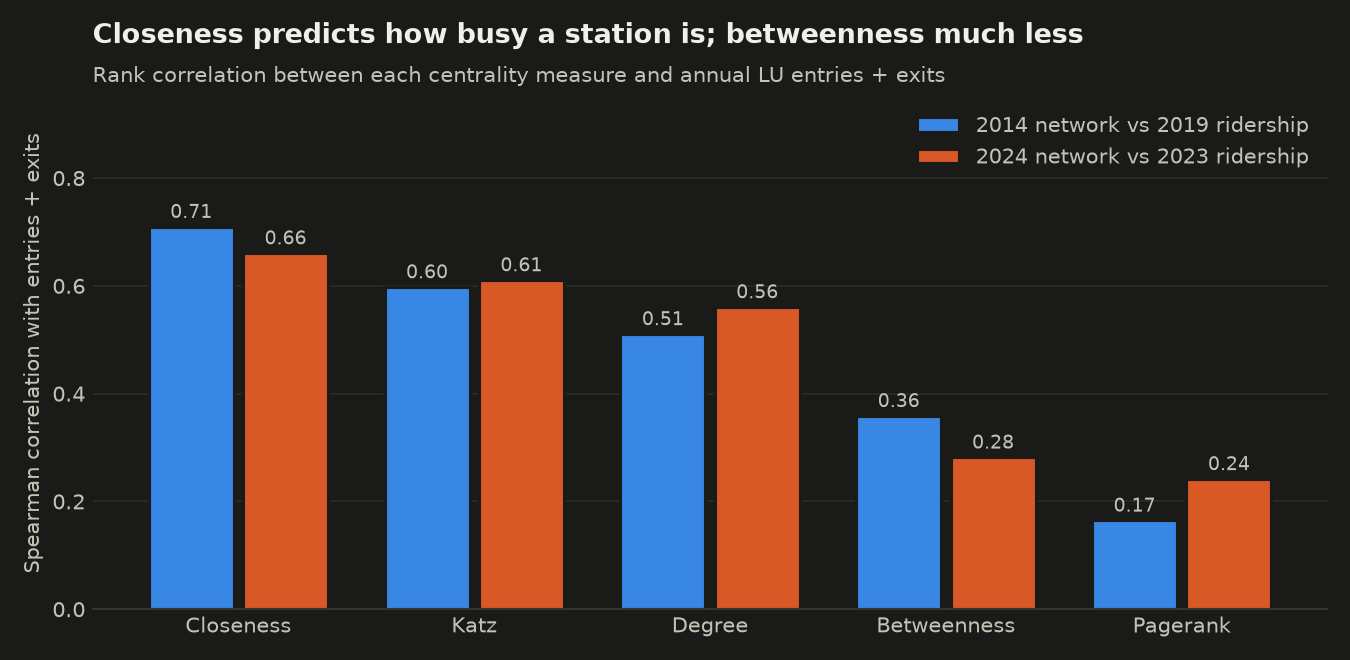 Closeness predicts how busy a station is; betweenness much less
Rank correlation between each centrality measure and annual LU entries + exits
2014 network vs 2019 ridership
2024 network vs 2023 ridership
Spearman correlation with entries + exits
0.8
0.6
0.4
0.2
0.0
0.71
0.66
0.60
0.61
0.51
0.56
0.36
0.28
0.17
0.24
Closeness
Katz
Degree
Betweenness
Pagerank